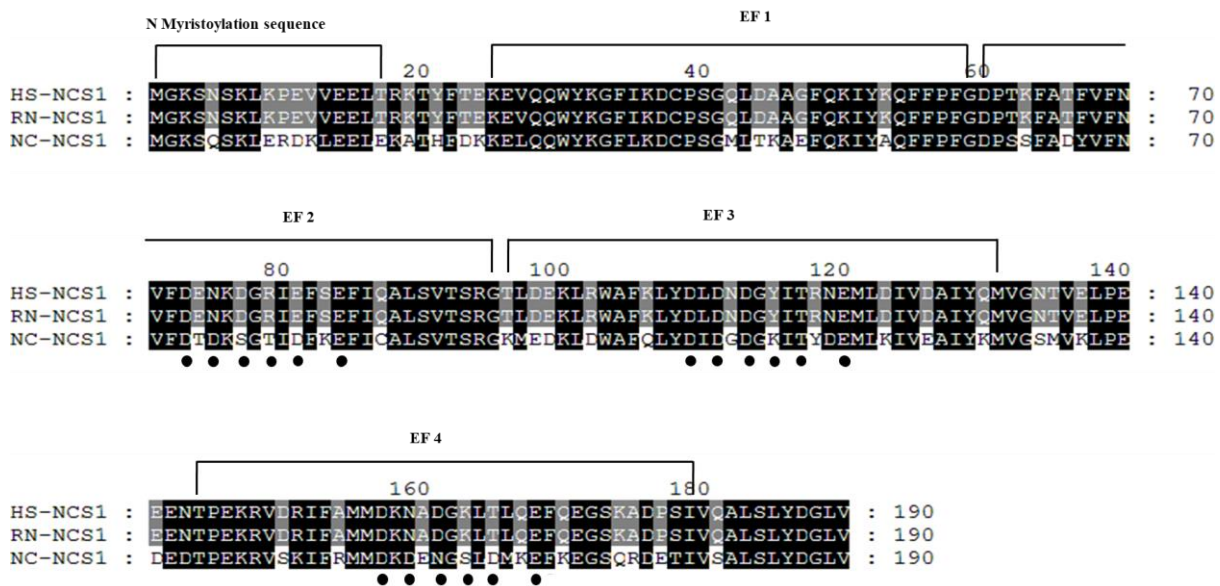 N Myristoylation sequence
EF 1
20 40 60
HS-NCS1 : MGKSNSKLKPEVVEELTRKTYFTEKEVQQWYKGFIKDCPSGQLDAAGFQKIYKQFFPFGDPTKFATFVFN : 70
RN-NCS1 : MGKSNSKLKPEVVEELTRKTYFTEKEVQQWYKGFIKDCPSGQLDAAGFQKIYKQFFPFGDPTKFATFVFN : 70
NC-NCS1 : MGKSQSKLERDKLEELEKATHFDKKELQQWYKGFLKDCPSGMLTKAEFQKIYAQFFPFGDPSSFADYVFN : 70
EF 2 EF 3
80 100 120 140
HS-NCS1 : VFDENKDGRIEFSEFIQALSVTSRGTLDEKLRWAFKLYDLDNDGYITRNEMLDIVDAIYQMVGNTVELPE : 140
RN-NCS1 : VFDENKDGRIEFSEFIQALSVTSRGTLDEKLRWAFKLYDLDNDGYITRNEMLDIVDAIYQMVGNTVELPE : 140
NC-NCS1 : VFDTDKSGTIDFKEFICALSVTSRGKMEDKLDWAFQLYDIDGDGKITYDEMLKIVEAIYKMVGSMVKLPE : 140
EF 4
160 180
HS-NCS1 : EENTPEKRVDRIFAMMDKNADGKLTLQEFQEGSKADPSIVQALSLYDGLV : 190
RN-NCS1 : EENTPEKRVDRIFAMMDKNADGKLTLQEFQEGSKADPSIVQALSLYDGLV : 190
NC-NCS1 : DEDTPEKRVSKIFRMMDKDENGSLDMKEFKEGSQRDETIVSALSLYDGLV : 190